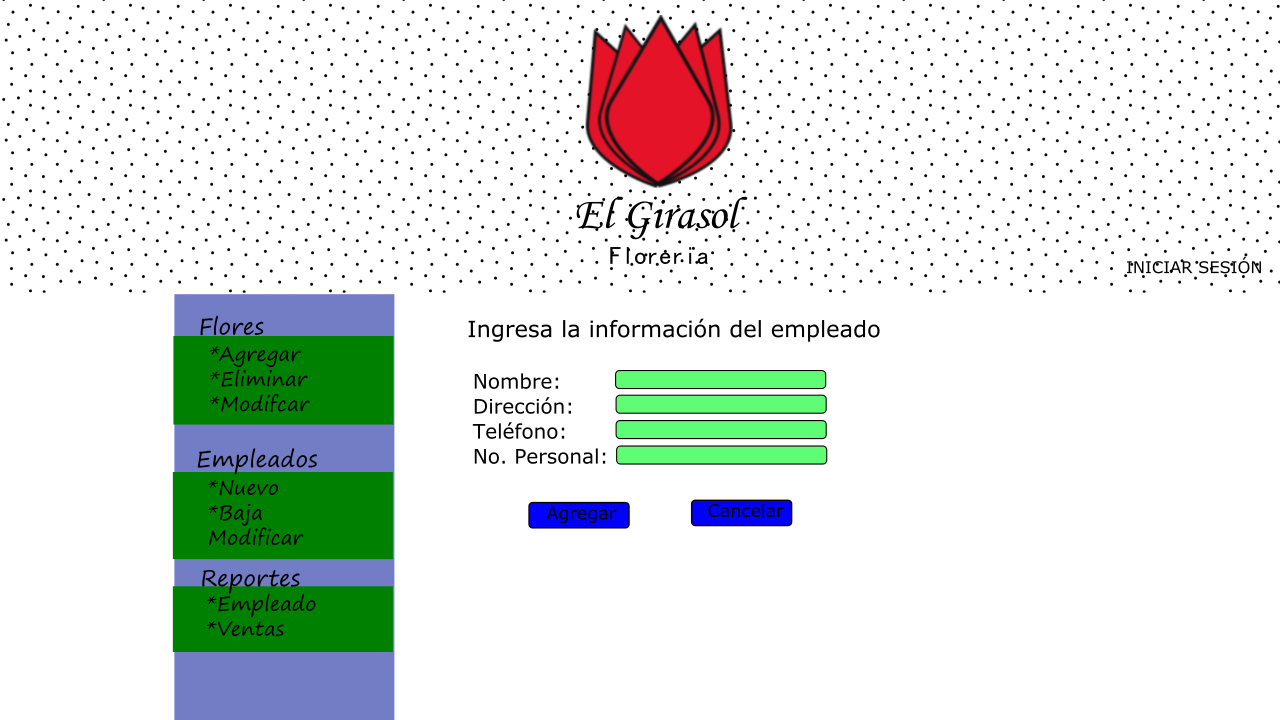 El Girasol
Florería
INICIAR SESIÓN
Flores
*Agregar
*Eliminar
*Modifcar
Empleados
*Nuevo
*Baja
Modificar
Reportes
*Empleado
*Ventas
Ingresa la información del empleado
Nombre:
Dirección:
Teléfono:
No. Personal:
Agregar
Cancelar